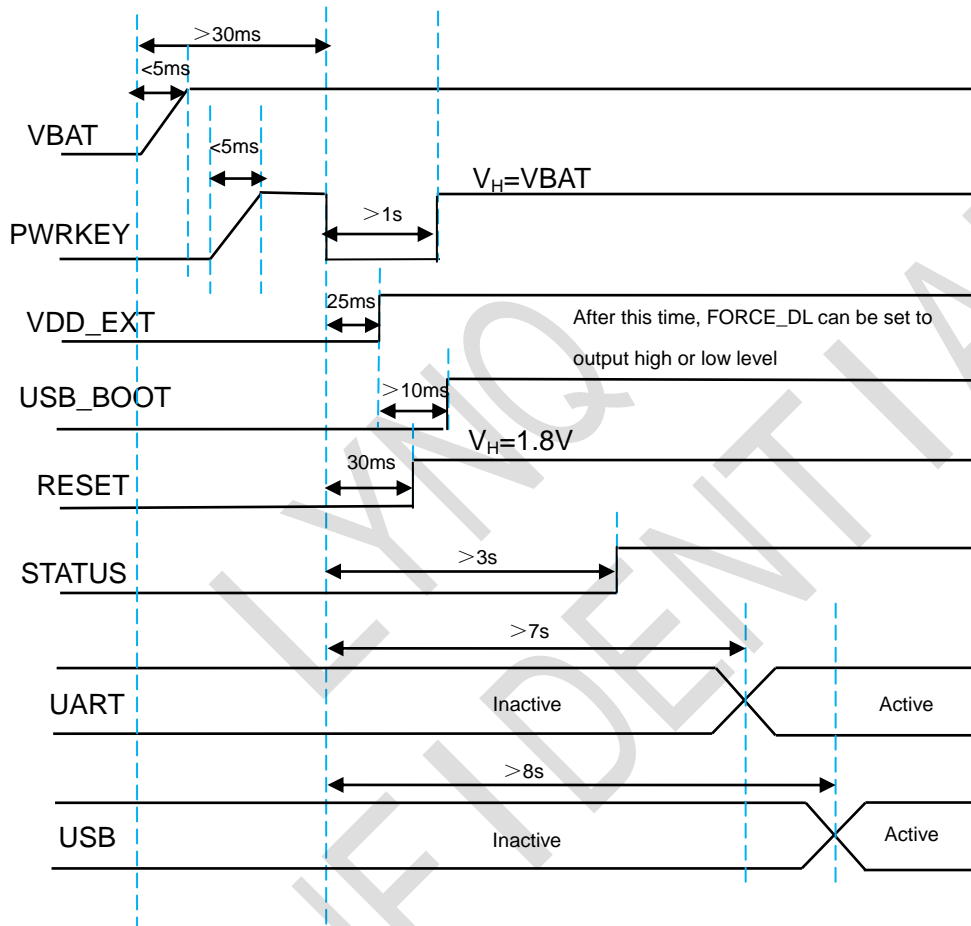 >30ms
<5ms
VBAT
<5ms
VH=VBAT
>1s
PWRKEY
25ms
VDD_EXT
After this time, FORCE_DL can be set to
output high or low level
>10ms
USB_BOOT
VH=1.8V
30ms
RESET
>3s
STATUS
>7s
UART
Inactive
Active
>8s
USB
Inactive
Active
LYNQ